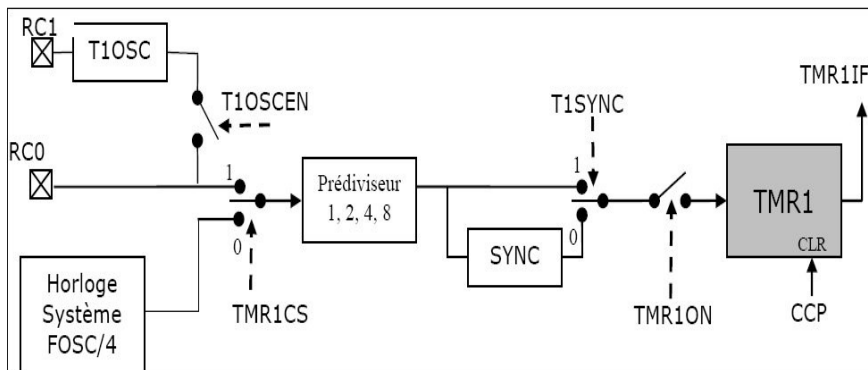 RC1
T1OSC
TMR1IF
T1OSCEN
T1SYNC
RC0
1
Prédiviseur
1, 2, 4, 8
1
TMR1
0
SYNC
0
CLR
Horloge
Système
FOSC/4
TMR1CS
TMR1ON
CCP